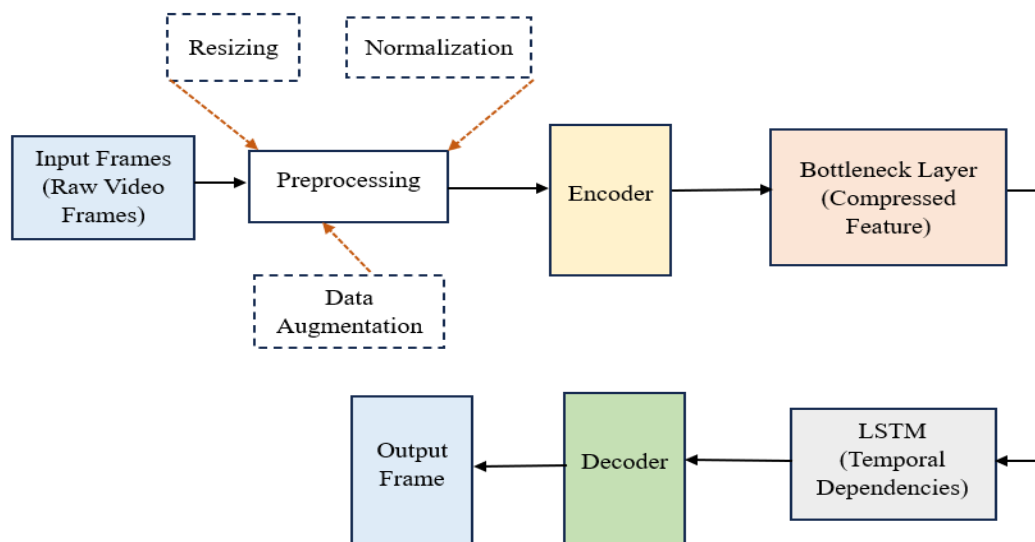 Resizing
Normalization
Input Frames
(Raw Video
Frames)
Preprocessing
Encoder
Bottleneck Layer
(Compressed
Feature)
Data
Augmentation
Output
Frame
Decoder
LSTM
(Temporal
Dependencies)